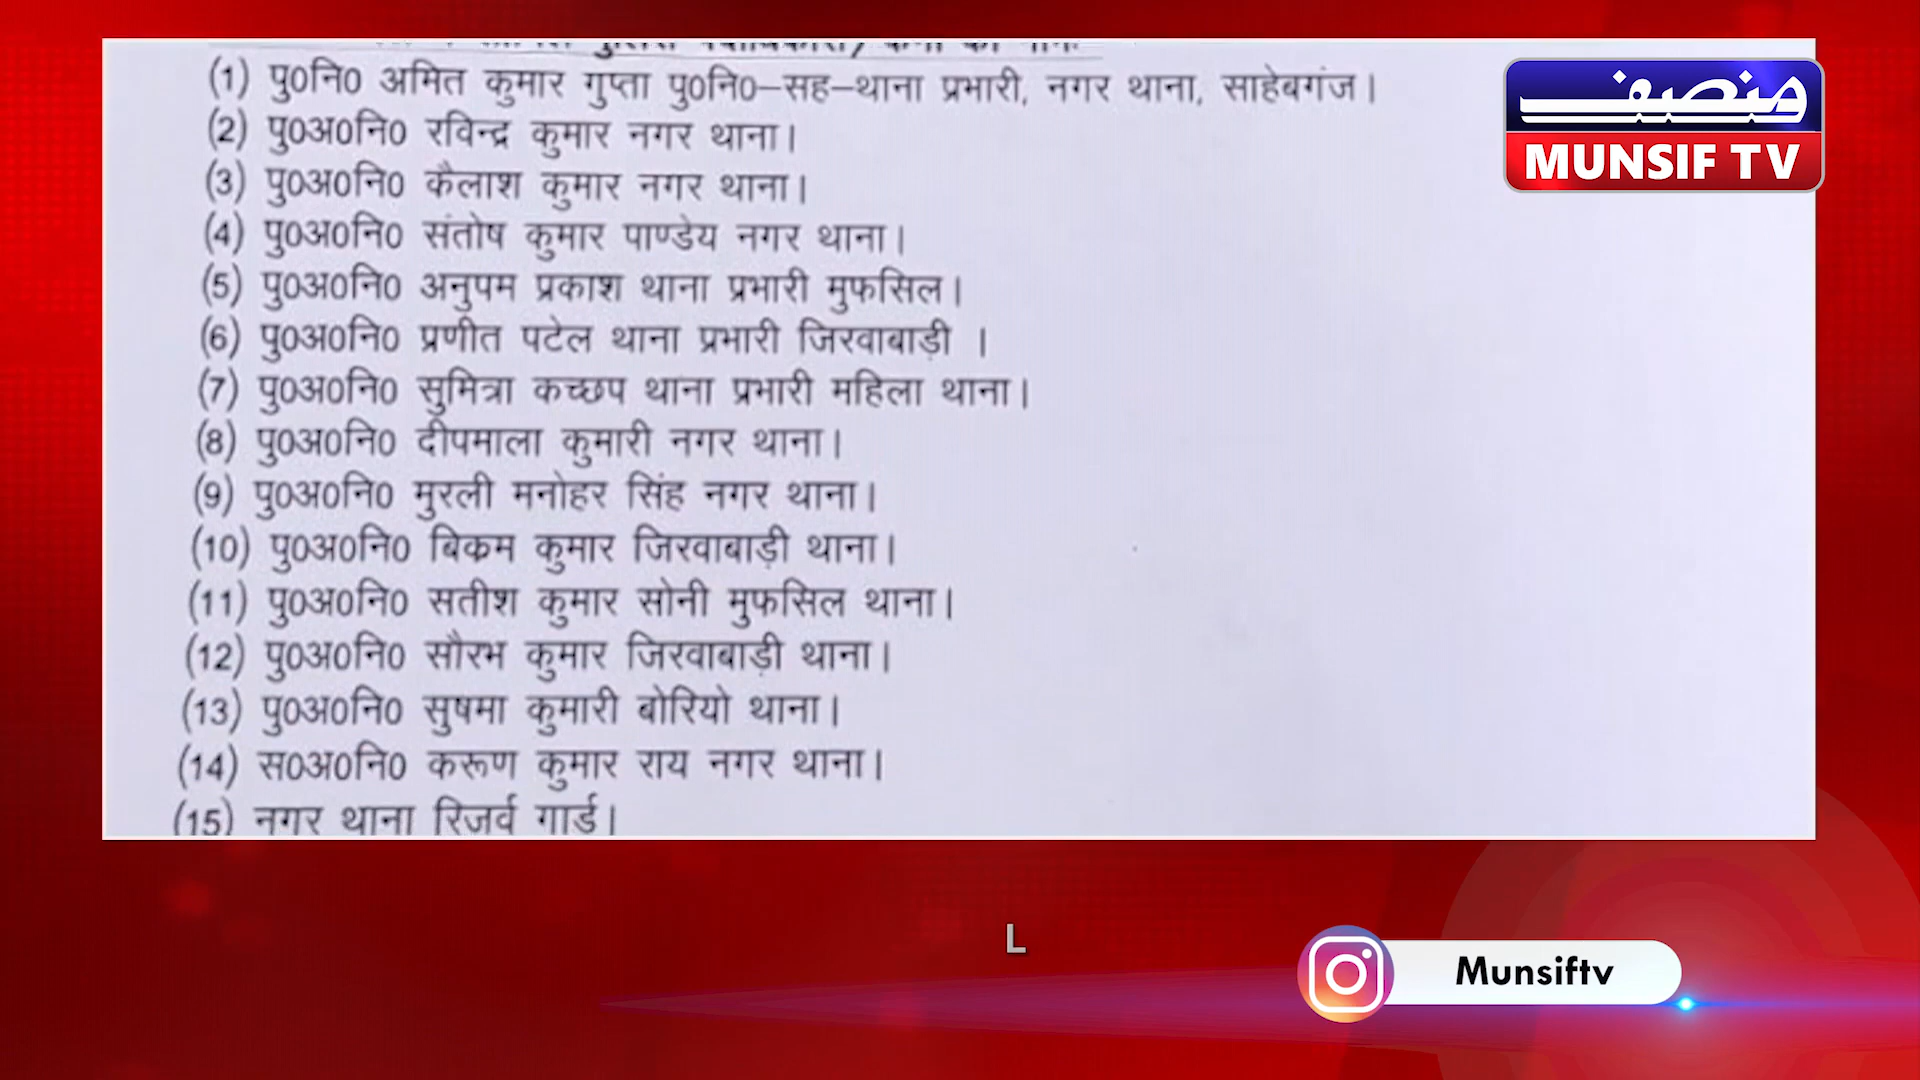 (1) पु0नि0 अमित कुमार गुप्ता पु0नि0–सह–थाना प्रभारी, नगर थाना, साहेबगंज।
(2) पु0अ0नि0 रविन्द्र कुमार नगर थाना।
(3) पु0अ0नि0 कैलाश कुमार नगर थाना।
(4) पु0अ0नि0 संतोष कुमार पाण्डेय नगर थाना।
(5) पु0अ0नि0 अनुपम प्रकाश थाना प्रभारी मुफसिल।
(6) पु0अ0नि0 प्रणीत पटेल थाना प्रभारी जिरवाबाड़ी ।
(7) पु0अ0नि0 सुमित्रा कच्छप थाना प्रभारी महिला थाना।
(8) पु0अ0नि0 दीपमाला कुमारी नगर थाना।
(9) पु0अ0नि0 मुरली मनोहर सिंह नगर थाना।
(10) पु0अ0नि0 बिक्रम कुमार जिरवाबाड़ी थाना।
(11) पु0अ0नि0 सतीश कुमार सोनी मुफसिल थाना।
(12) पु0अ0नि0 सौरभ कुमार जिरवाबाड़ी थाना।
(13) पु0अ0नि0 सुषमा कुमारी बोरियो थाना।
(14) स0अ0नि0 करूण कुमार राय नगर थाना।
(15) नगर थाना रिजर्व गार्ड।
منصف
MUNSIF TV
L
Munsiftv